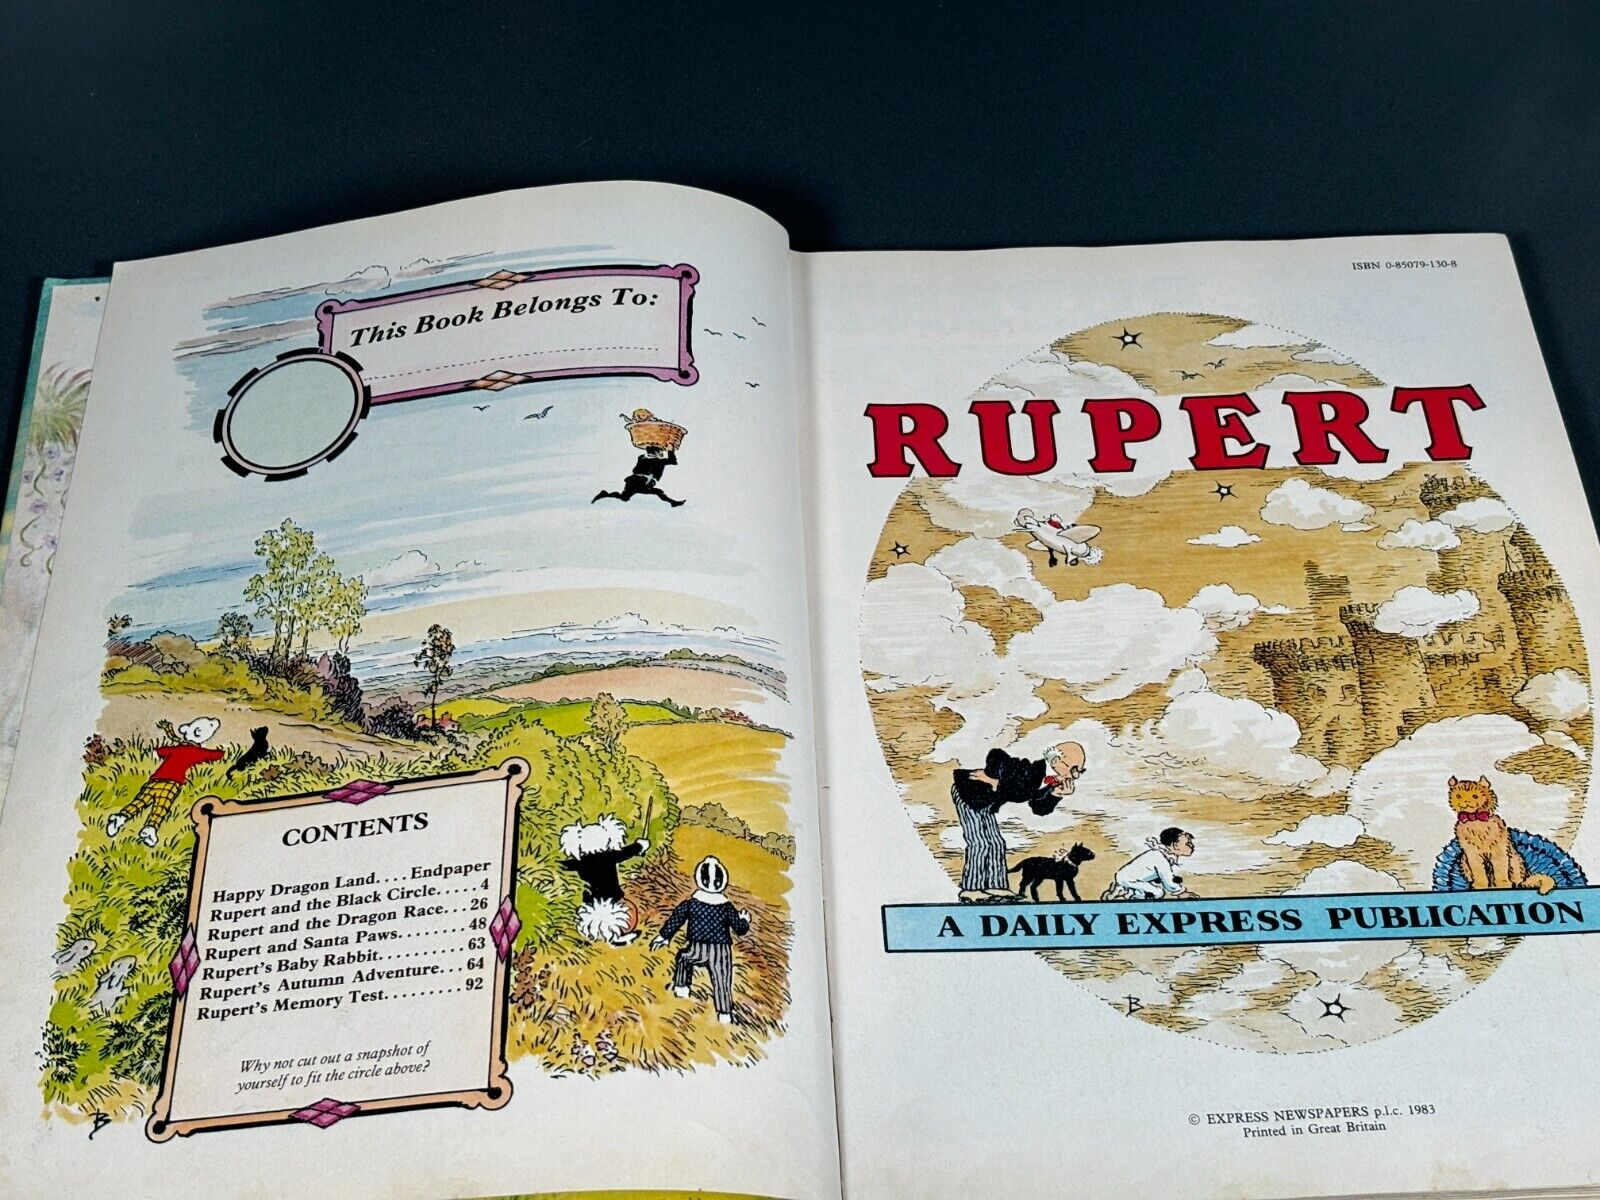 This Book Belongs To:
CONTENTS
Happy Dragon Land.... Endpaper
Rupert and the Black Circle.....4
Rupert and the Dragon Race...26
Rupert and Santa Paws........48
Rupert's Baby Rabbit..........63
Rupert's Autumn Adventure...64
Rupert's Memory Test.........92
Why not cut out a snapshot of
yourself to fit the circle above?
B
ISBN 0-85079-130-8
RUPERT
A DAILY EXPRESS PUBLICATION
B
© EXPRESS NEWSPAPERS p.l.c. 1983
Printed in Great Britain